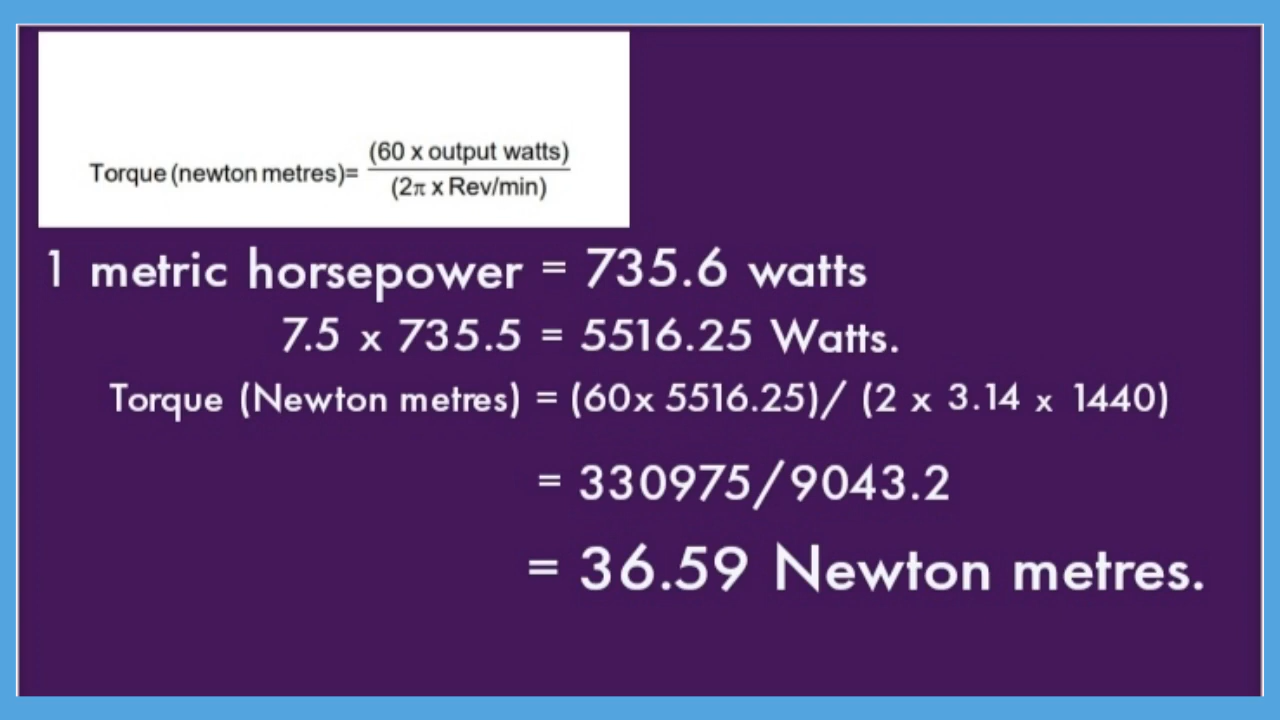 Torque (newton metres)= (60 x output watts)
(2π x Rev/min)
1 metric horsepower = 735.6 watts
7.5 x 735.5 = 5516.25 Watts.
Torque (Newton metres) = (60x 5516.25)/ (2 x 3.14 x 1440)
= 330975/9043.2
= 36.59 Newton metres.